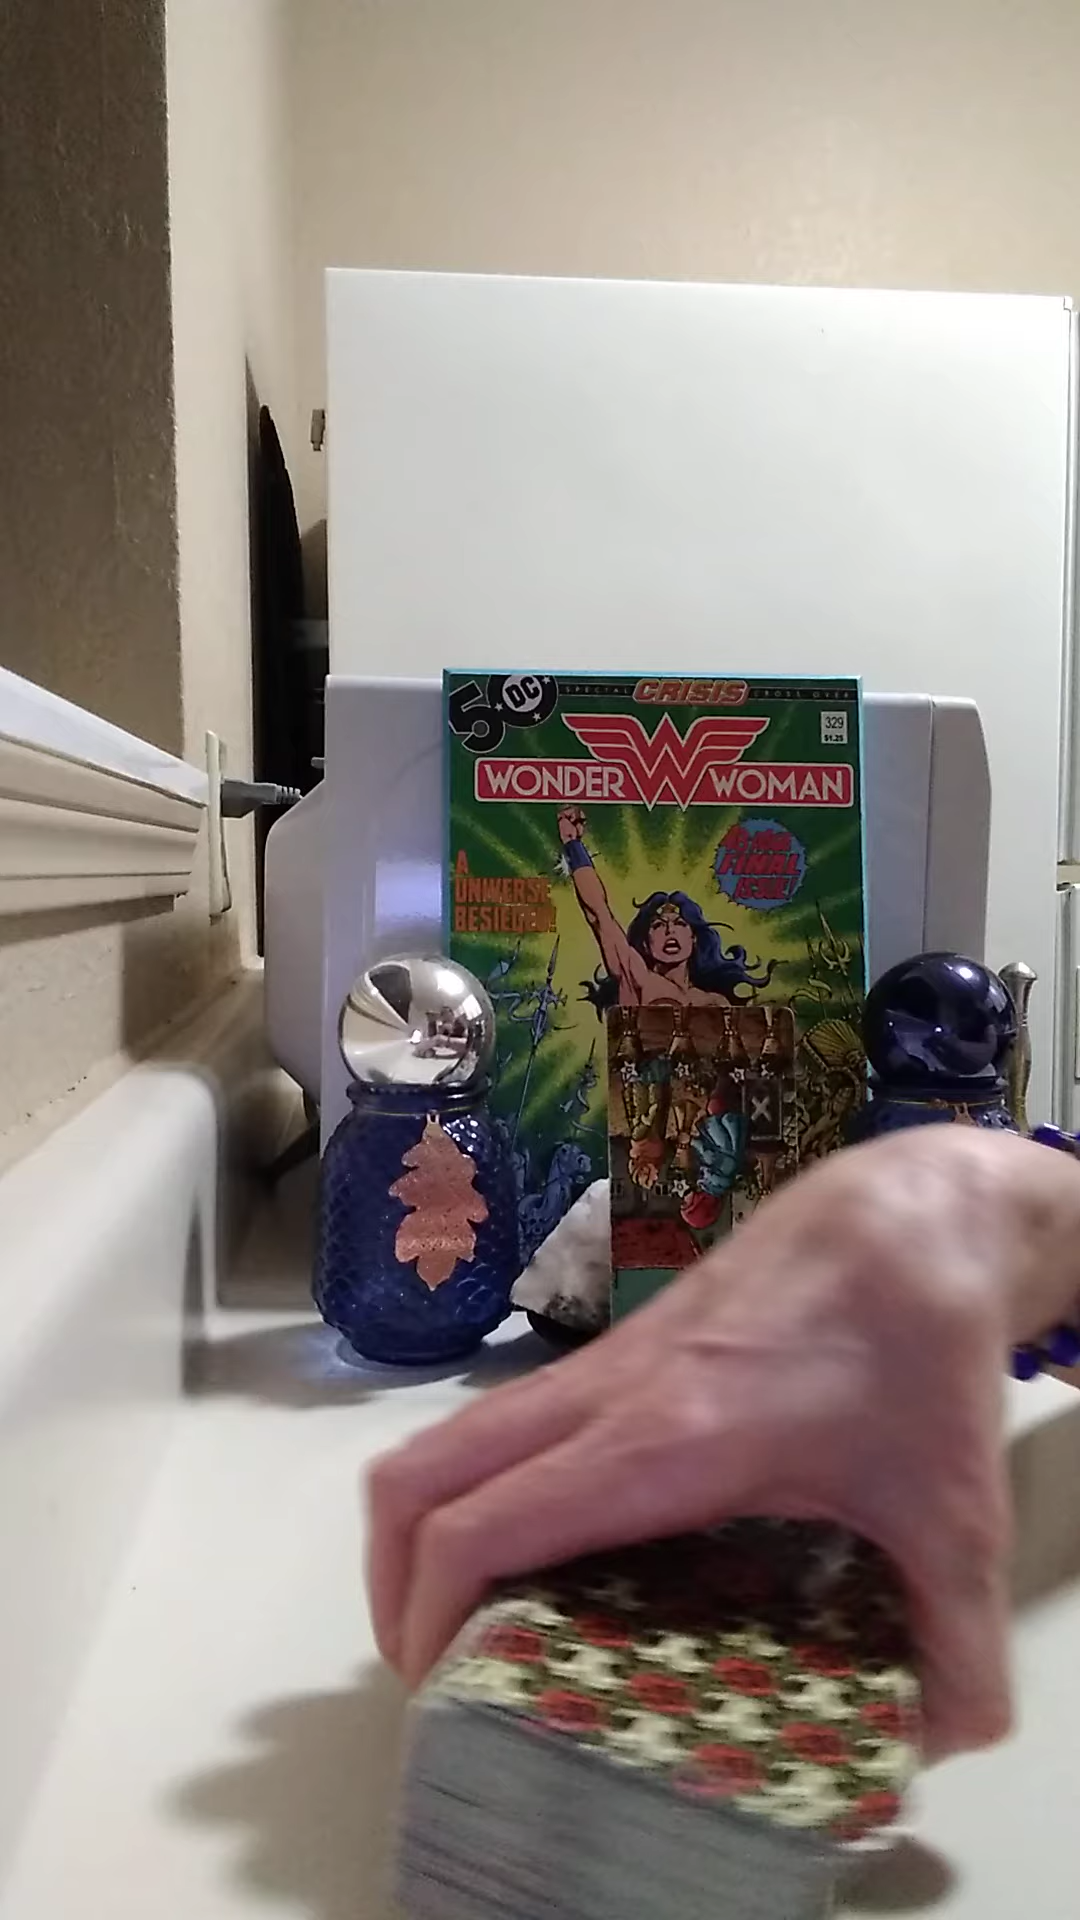 50 DC
SPECIAL CRISIS CROSS OVER
329
$1.25
WONDER WOMAN
A
UNIVERSE
BESIEGED!
FINAL
ISSUE!
X